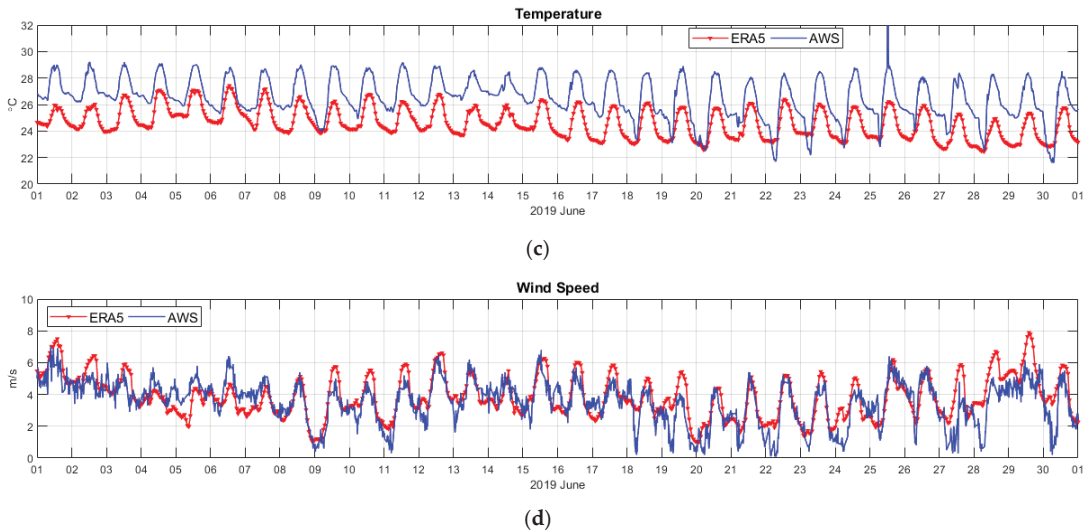 Temperature
ERA5 AWS
°C
32
30
28
26
24
22
20
01 02 03 04 05 06 07 08 09 10 11 12 13 14 15 16 17 18 19 20 21 22 23 24 25 26 27 28 29 30 01
2019 June
(c)
Wind Speed
ERA5 AWS
m/s
10
8
6
4
2
0
01 02 03 04 05 06 07 08 09 10 11 12 13 14 15 16 17 18 19 20 21 22 23 24 25 26 27 28 29 30 01
2019 June
(d)